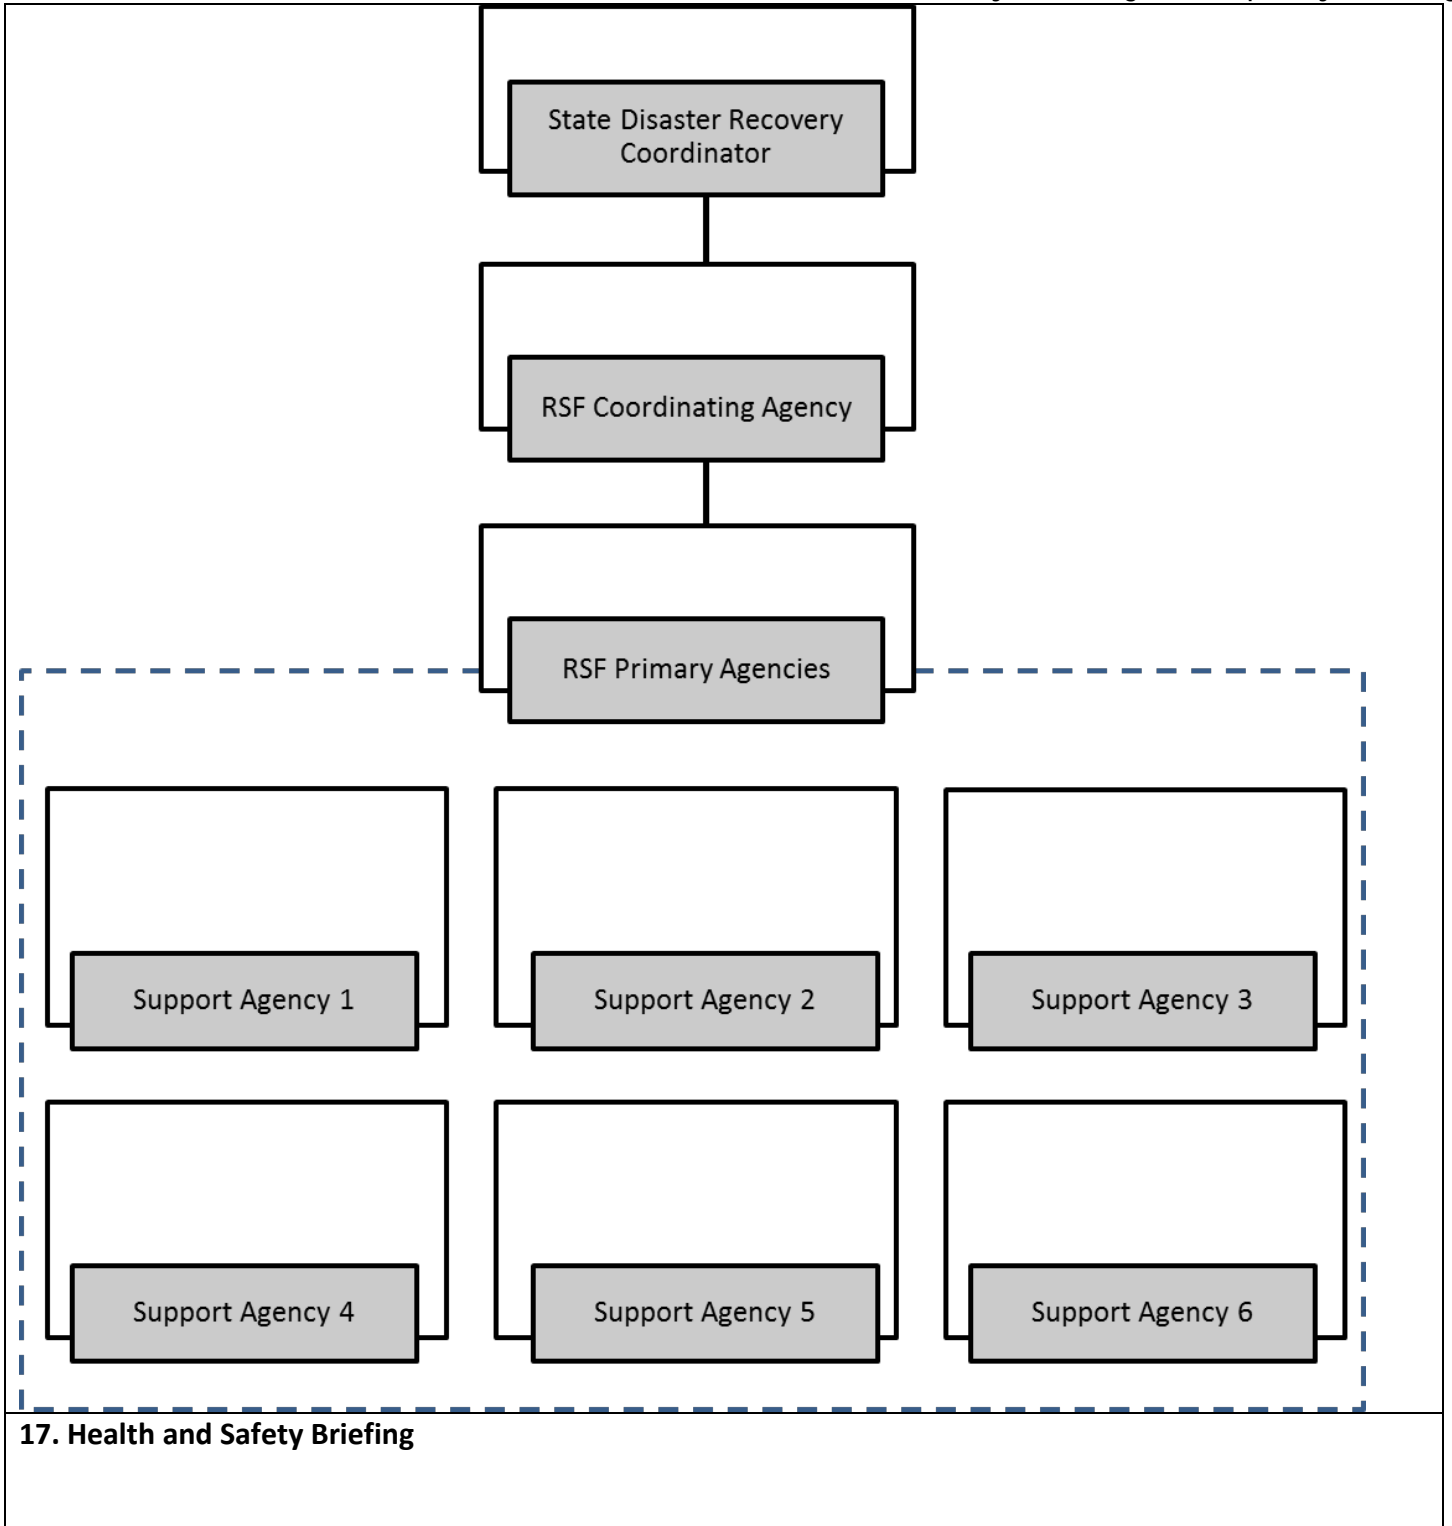 State Disaster Recovery
Coordinator
RSF Coordinating Agency
RSF Primary Agencies
Support Agency 1
Support Agency 2
Support Agency 3
Support Agency 4
Support Agency 5
Support Agency 6
17. Health and Safety Briefing